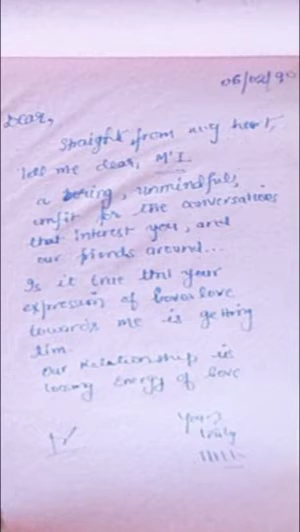 06/02/90
Dear,
Straight from my heart,
tell me dear, M'I
a boring, unmindful,
unfit for the conversations
that interest you, and
our friends around...
Is it true that your
expression of love
towards me is getting
Dim.
Our Relationship is
losing Energy of love
Yours
truly